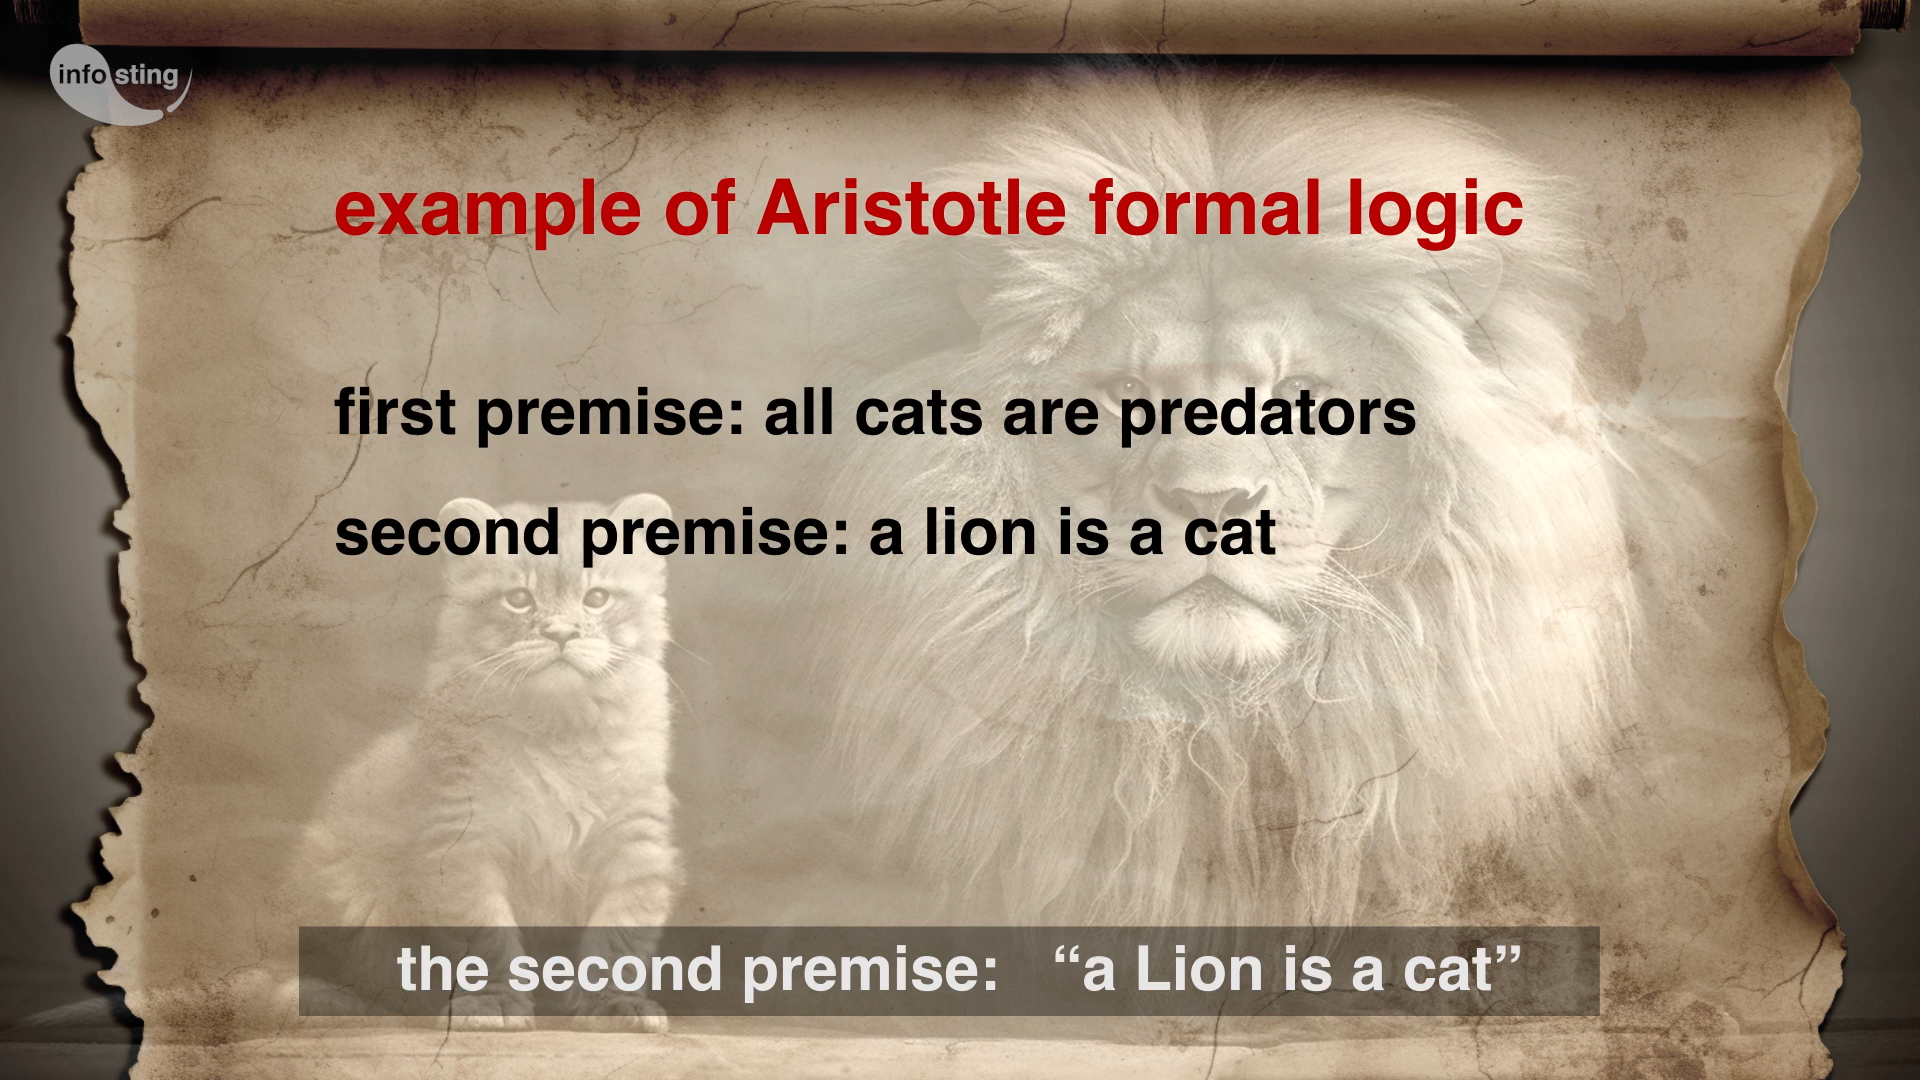 info sting
example of Aristotle formal logic
first premise: all cats are predators
second premise: a lion is a cat
the second premise: “a Lion is a cat”